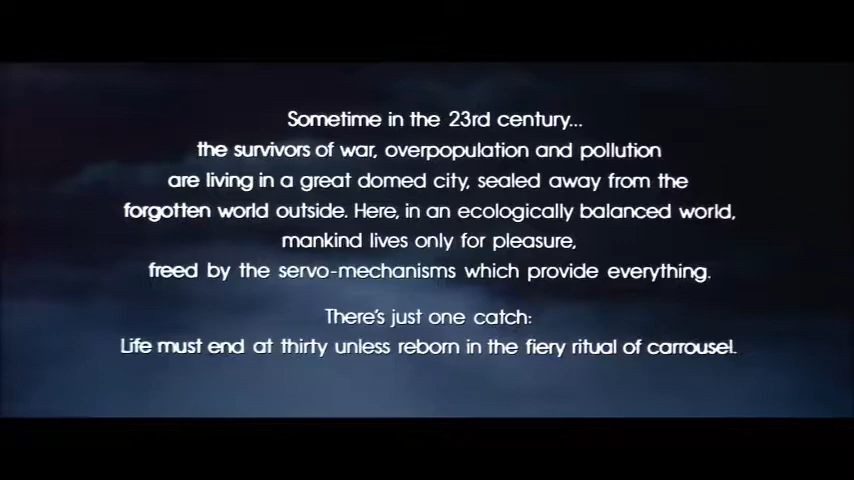 Sometime in the 23rd century...
the survivors of war, overpopulation and pollution
are living in a great domed city, sealed away from the
forgotten world outside. Here, in an ecologically balanced world,
mankind lives only for pleasure,
freed by the servo-mechanisms which provide everything.
There's just one catch:
Life must end at thirty unless reborn in the fiery ritual of carrousel.